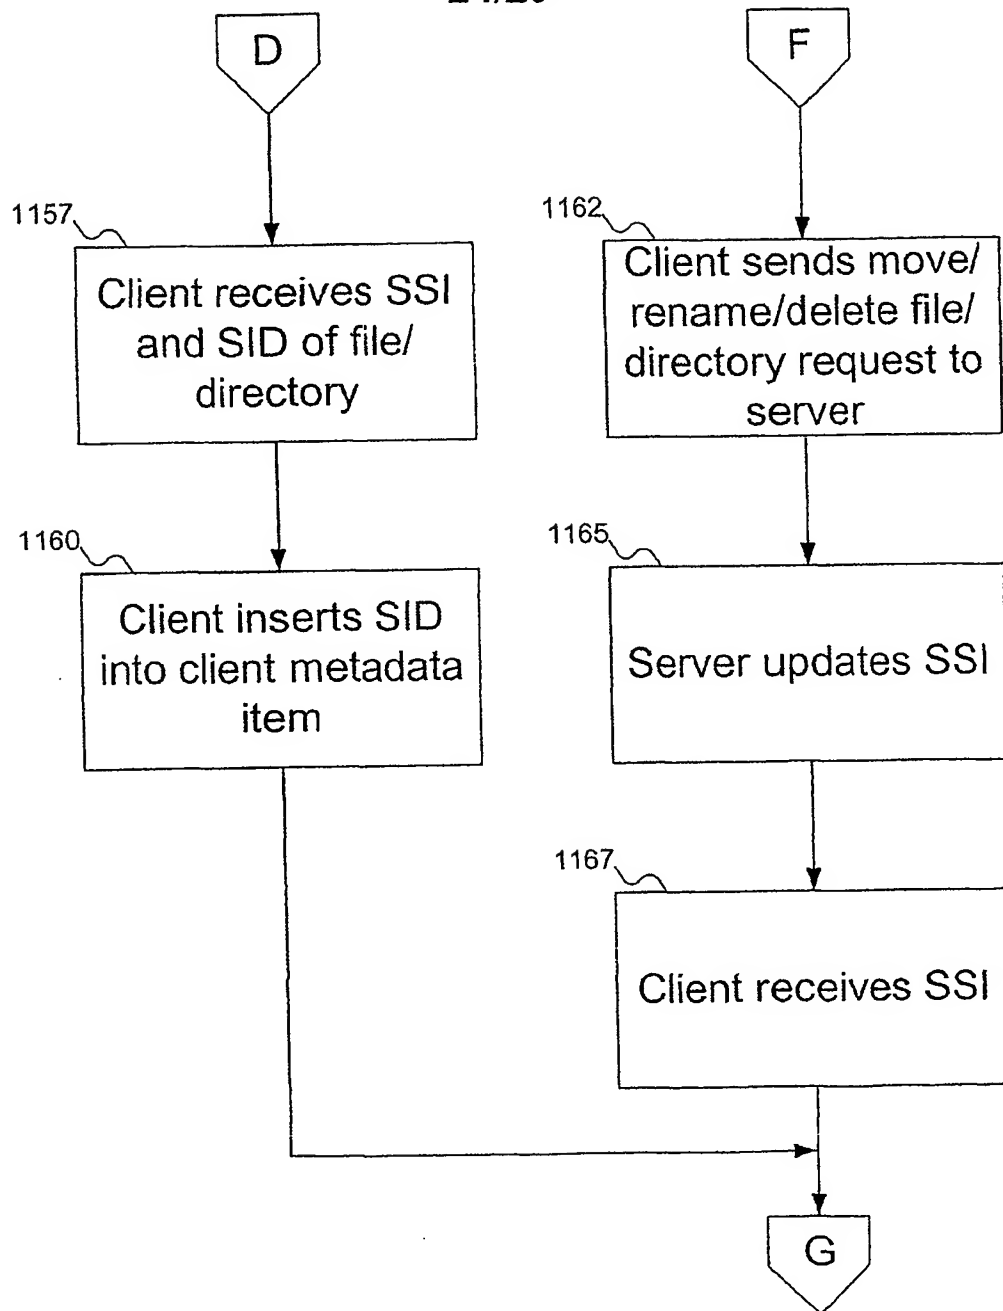 D
F
1157
Client receives SSI
and SID of file/
directory
1162
Client sends move/
rename/delete file/
directory request to
server
1160
Client inserts SID
into client metadata
item
1165
Server updates SSI
1167
Client receives SSI
G